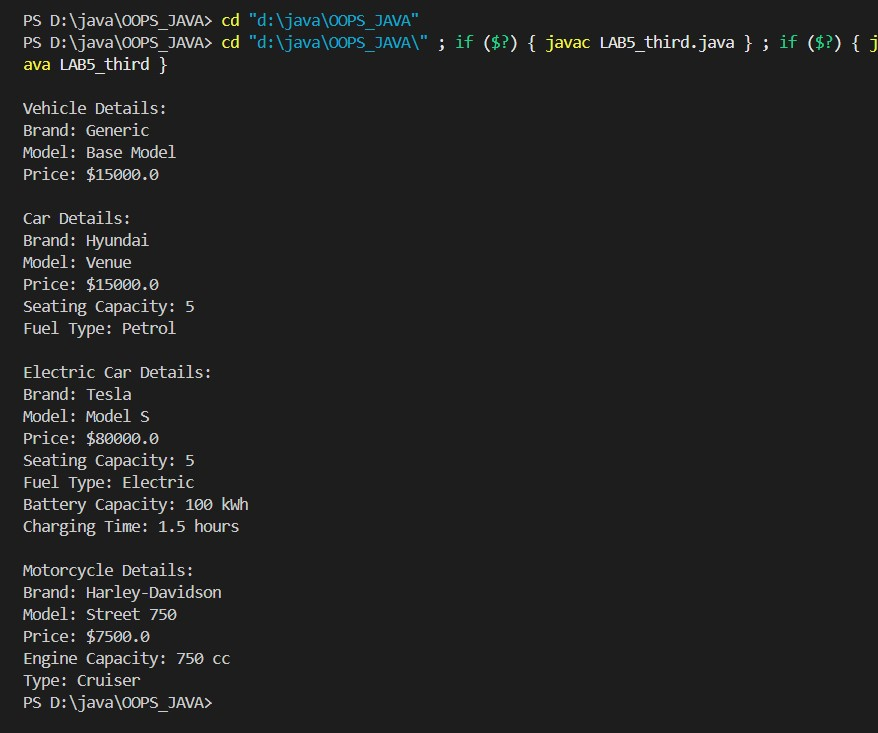 PS D:\java\OOPS_JAVA> cd "d:\java\OOPS_JAVA"
PS D:\java\OOPS_JAVA> cd "d:\java\OOPS_JAVA\" ; if ($?) { javac LAB5_third.java } ; if ($?) { j
ava LAB5_third }
Vehicle Details:
Brand: Generic
Model: Base Model
Price: $15000.0
Car Details:
Brand: Hyundai
Model: Venue
Price: $15000.0
Seating Capacity: 5
Fuel Type: Petrol
Electric Car Details:
Brand: Tesla
Model: Model S
Price: $80000.0
Seating Capacity: 5
Fuel Type: Electric
Battery Capacity: 100 kWh
Charging Time: 1.5 hours
Motorcycle Details:
Brand: Harley-Davidson
Model: Street 750
Price: $7500.0
Engine Capacity: 750 cc
Type: Cruiser
PS D:\java\OOPS_JAVA>